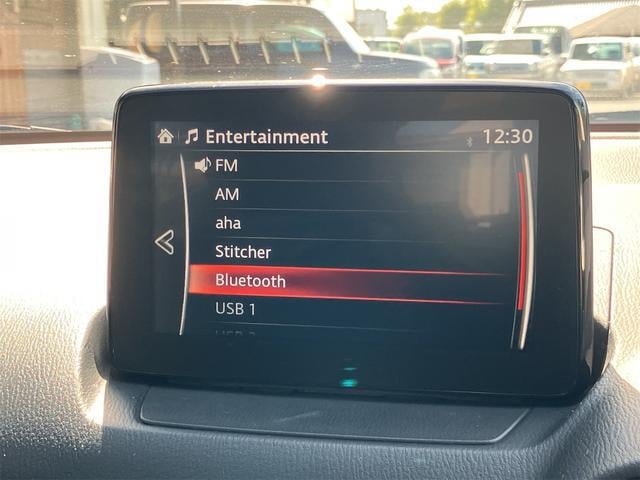 Entertainment 12:30
FM
AM
aha
Stitcher
Bluetooth
USB 1